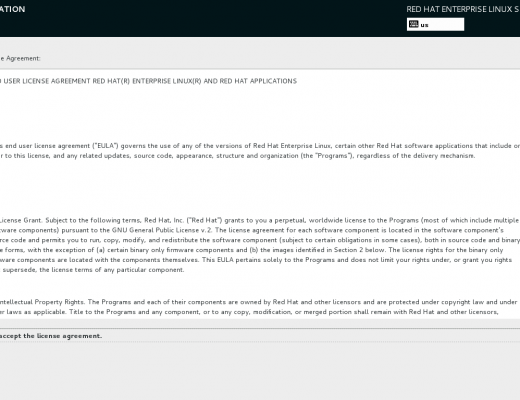 ATION
RED HAT ENTERPRISE LINUX S
us
e Agreement:
USER LICENSE AGREEMENT RED HAT(R) ENTERPRISE LINUX(R) AND RED HAT APPLICATIONS
s end user license agreement ("EULA") governs the use of any of the versions of Red Hat Enterprise Linux, certain other Red Hat software applications that include or
r to this license, and any related updates, source code, appearance, structure and organization (the "Programs"), regardless of the delivery mechanism.
License Grant. Subject to the following terms, Red Hat, Inc. ("Red Hat") grants to you a perpetual, worldwide license to the Programs (most of which include multiple
tware components) pursuant to the GNU General Public License v.2. The license agreement for each software component is located in the software component's
rce code and permits you to run, copy, modify, and redistribute the software component (subject to certain obligations in some cases), both in source code and binary
e forms, with the exception of (a) certain binary only firmware components and (b) the images identified in Section 2 below. The license rights for the binary only
ware components are located with the components themselves. This EULA pertains solely to the Programs and does not limit your rights under, or grant you rights
supersede, the license terms of any particular component.
ntellectual Property Rights. The Programs and each of their components are owned by Red Hat and other licensors and are protected under copyright law and under
er laws as applicable. Title to the Programs and any component, or to any copy, modification, or merged portion shall remain with Red Hat and other licensors,
accept the license agreement.